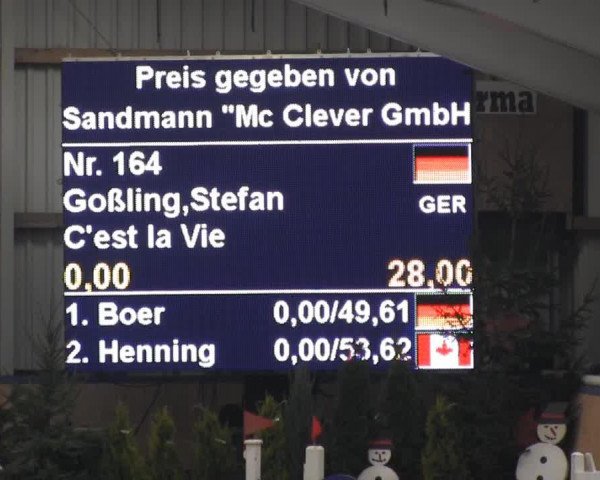 Preis gegeben von
Sandmann "Mc Clever GmbH
Nr. 164
Goßling,Stefan GER
C'est la Vie
0,00 28,00
1. Boer 0,00/49,61
2. Henning 0,00/53,62